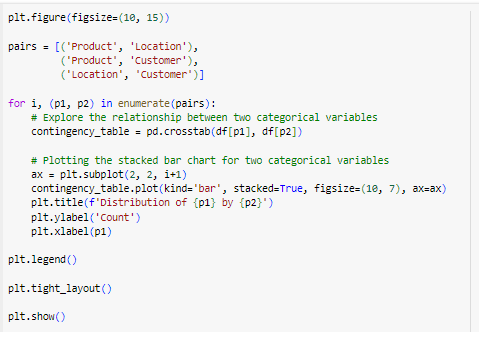 plt.figure(figsize=(10, 15))
pairs = [('Product', 'Location'),
('Product', 'Customer'),
('Location', 'Customer')]
for i, (p1, p2) in enumerate(pairs):
# Explore the relationship between two categorical variables
contingency_table = pd.crosstab(df[p1], df[p2])
# Plotting the stacked bar chart for two categorical variables
ax = plt.subplot(2, 2, i+1)
contingency_table.plot(kind='bar', stacked=True, figsize=(10, 7), ax=ax)
plt.title(f'Distribution of {p1} by {p2}')
plt.ylabel('Count')
plt.xlabel(p1)
plt.legend()
plt.tight_layout()
plt.show()